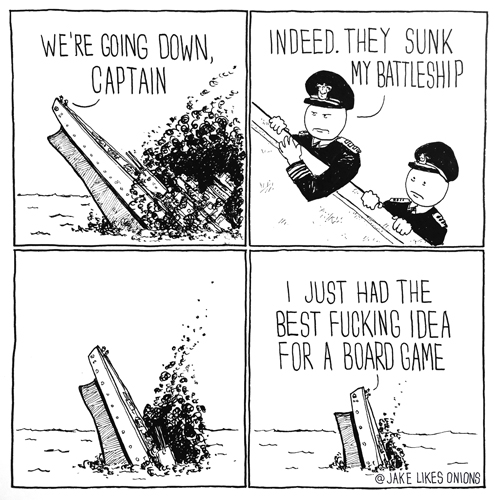 WE'RE GOING DOWN,
CAPTAIN
INDEED. THEY SUNK
MY BATTLESHIP
I JUST HAD THE
BEST FUCKING IDEA
FOR A BOARD GAME
@JAKE LIKES ONIONS